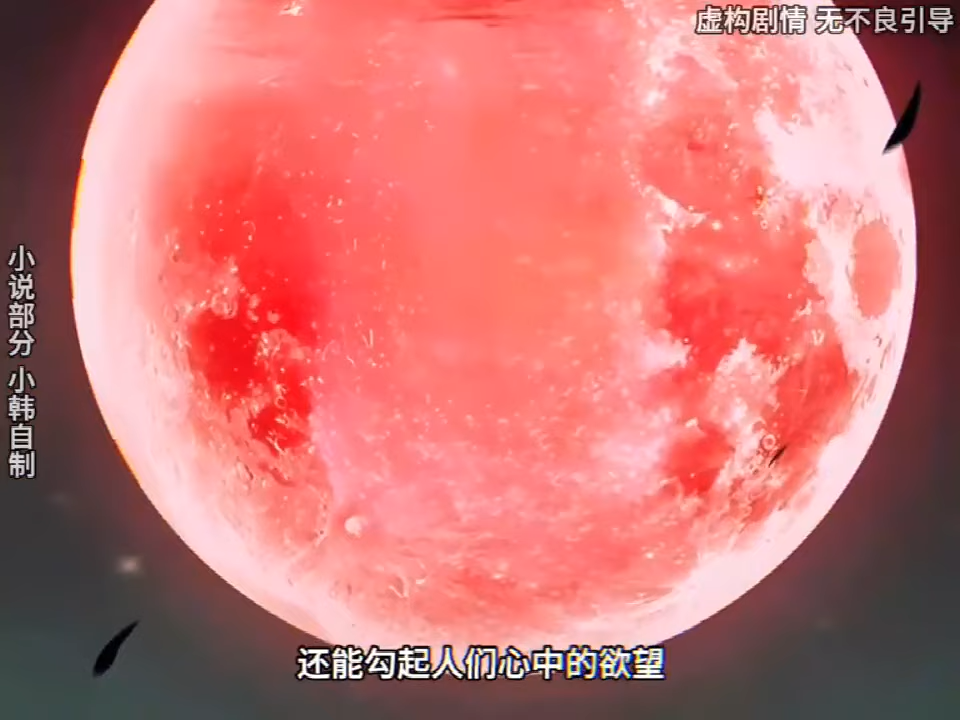 虚构剧情 无不良引导
小说部分 小韩自制
还能勾起人们心中的欲望